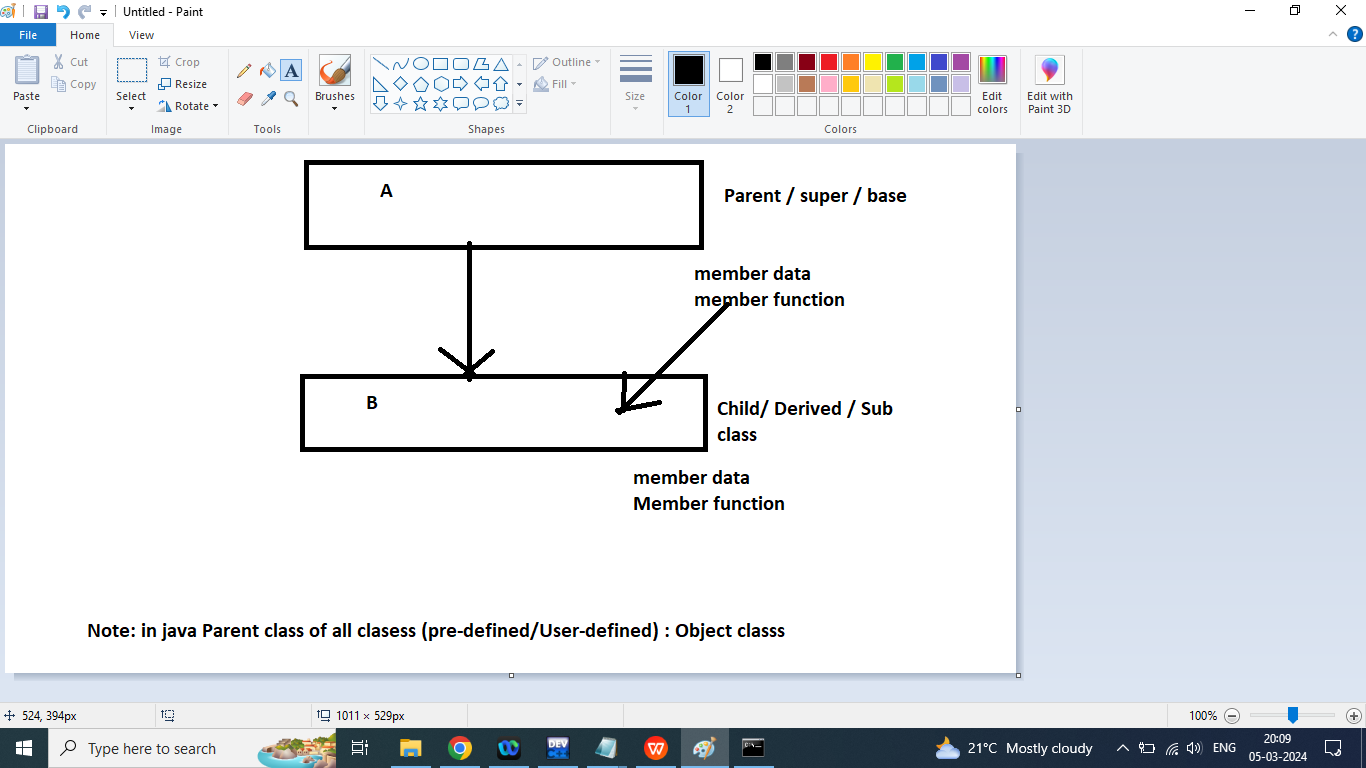 Untitled - Paint
File
Home
View
Paste
Cut
Copy
Clipboard
Select
Crop
Resize
Rotate
Image
A
Tools
Brushes
Outline
Fill
Shapes
Size
Color
1
Color
2
Colors
Edit
colors
Edit with
Paint 3D
A
Parent / super / base
member data
member function
B
Child/ Derived / Sub
class
member data
Member function
Note: in java Parent class of all clasess (pre-defined/User-defined) : Object classs
524, 394px
1011 × 529px
100%
Type here to search
DEV
21°C Mostly cloudy
ENG
20:09
05-03-2024